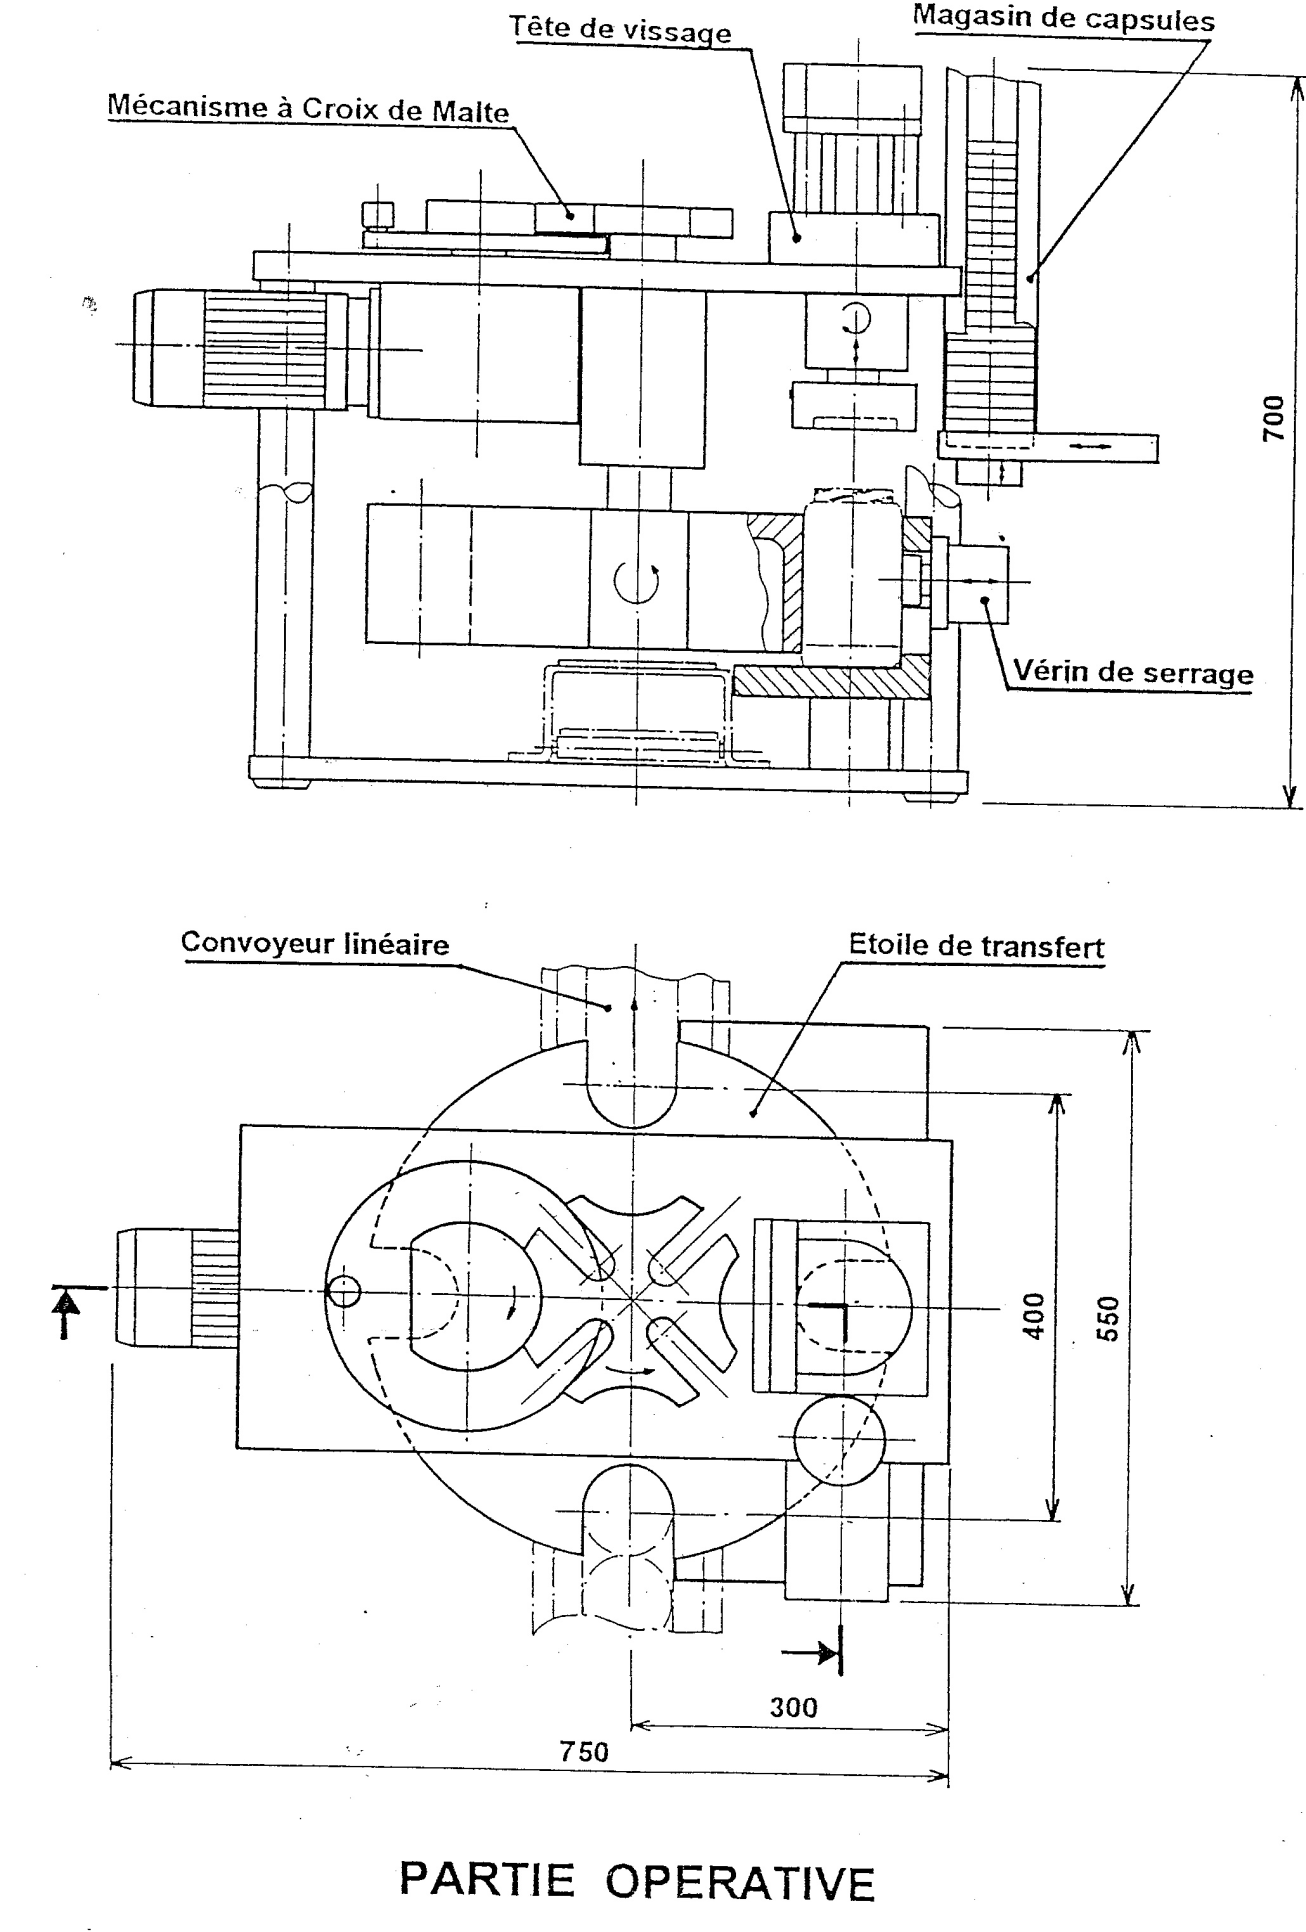 Magasin de capsules
Tête de vissage
Mécanisme à Croix de Malte
700
Vérin de serrage
Convoyeur linéaire
Etoile de transfert
400
550
300
750
PARTIE OPERATIVE